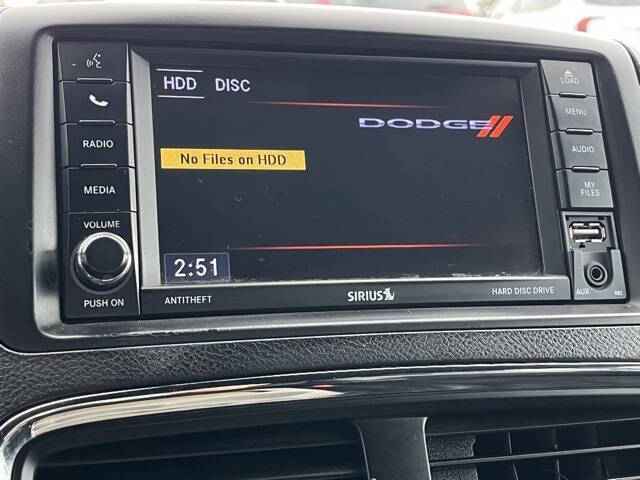 HDD DISC
DODGE
No Files on HDD
2:51
RADIO
MEDIA
VOLUME
PUSH ON
ANTITHEFT
SIRIUS
HARD DISC DRIVE
LOAD
MENU
AUDIO
MY
FILES
AUX